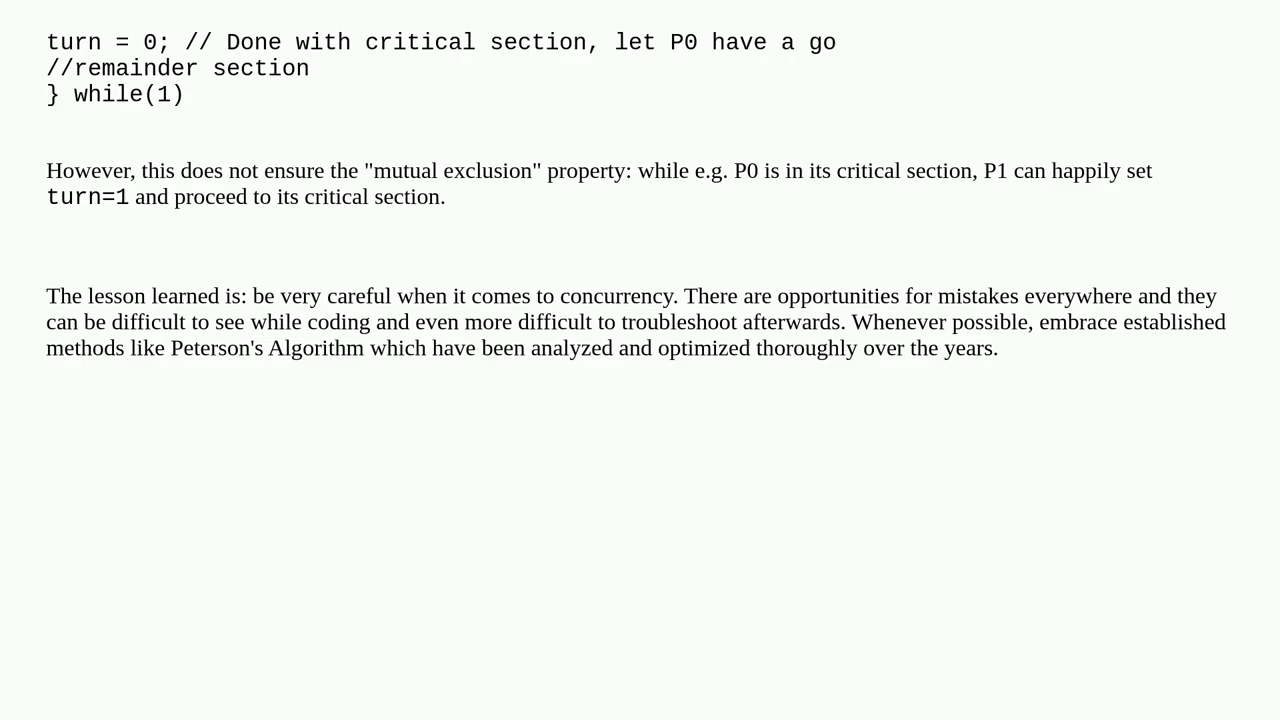 turn = 0; // Done with critical section, let P0 have a go
//remainder section
} while(1)
However, this does not ensure the "mutual exclusion" property: while e.g. P0 is in its critical section, P1 can happily set
turn=1 and proceed to its critical section.
The lesson learned is: be very careful when it comes to concurrency. There are opportunities for mistakes everywhere and they
can be difficult to see while coding and even more difficult to troubleshoot afterwards. Whenever possible, embrace established
methods like Peterson's Algorithm which have been analyzed and optimized thoroughly over the years.